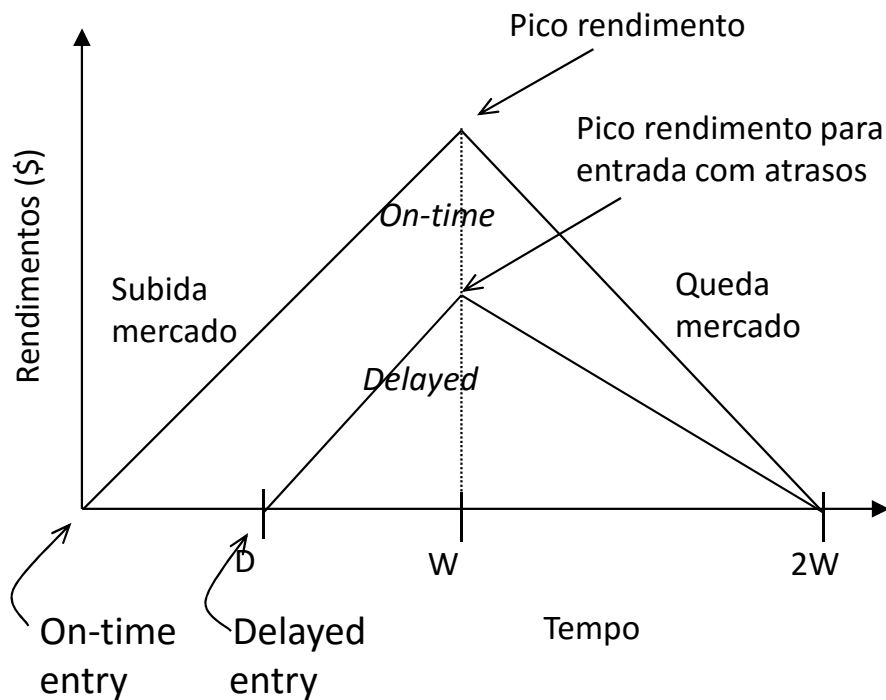 Pico rendimento
Pico rendimento para
entrada com atrasos
Rendimentos ($)
On-time
Subida
mercado
Queda
mercado
Delayed
D
W
2W
On-time
entry
Delayed
entry
Tempo